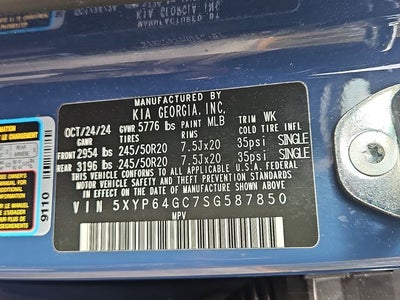 MANUFACTURED BY
KIA GEORGIA, INC.
OCT/24/24 GVWR 5776 lbs PAINT MLB TRIM WK
GAWR TIRES RIMS COLD TIRE INFL
FRONT 2954 lbs 245/50R20 7.5Jx20 35psi SINGLE
REAR 3196 lbs 245/50R20 7.5Jx20 35psi SINGLE
THIS VEHICLE CONFORMS TO ALL APPLICABLE U.S.A. FEDERAL
MOTOR VEHICLE SAFETY STANDARDS IN EFFECT ON THE
DATE OF MANUFACTURE SHOWN ABOVE
VIN 5XYP64GC7SG587850
MPV
9110